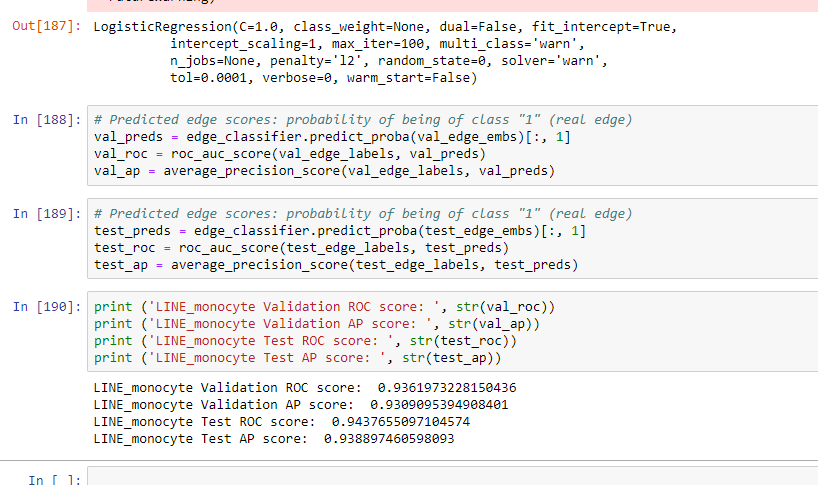 Out[187]: LogisticRegression(C=1.0, class_weight=None, dual=False, fit_intercept=True,
intercept_scaling=1, max_iter=100, multi_class='warn',
n_jobs=None, penalty='l2', random_state=0, solver='warn',
tol=0.0001, verbose=0, warm_start=False)
In [188]: # Predicted edge scores: probability of being of class "1" (real edge)
val_preds = edge_classifier.predict_proba(val_edge_embs)[:, 1]
val_roc = roc_auc_score(val_edge_labels, val_preds)
val_ap = average_precision_score(val_edge_labels, val_preds)
In [189]: # Predicted edge scores: probability of being of class "1" (real edge)
test_preds = edge_classifier.predict_proba(test_edge_embs)[:, 1]
test_roc = roc_auc_score(test_edge_labels, test_preds)
test_ap = average_precision_score(test_edge_labels, test_preds)
In [190]: print ('LINE_monocyte Validation ROC score: ', str(val_roc))
print ('LINE_monocyte Validation AP score: ', str(val_ap))
print ('LINE_monocyte Test ROC score: ', str(test_roc))
print ('LINE_monocyte Test AP score: ', str(test_ap))
LINE_monocyte Validation ROC score:  0.9361973228150436
LINE_monocyte Validation AP score:  0.9309095394908401
LINE_monocyte Test ROC score:  0.9437655097104574
LINE_monocyte Test AP score:  0.938897460598093
In [ ]: